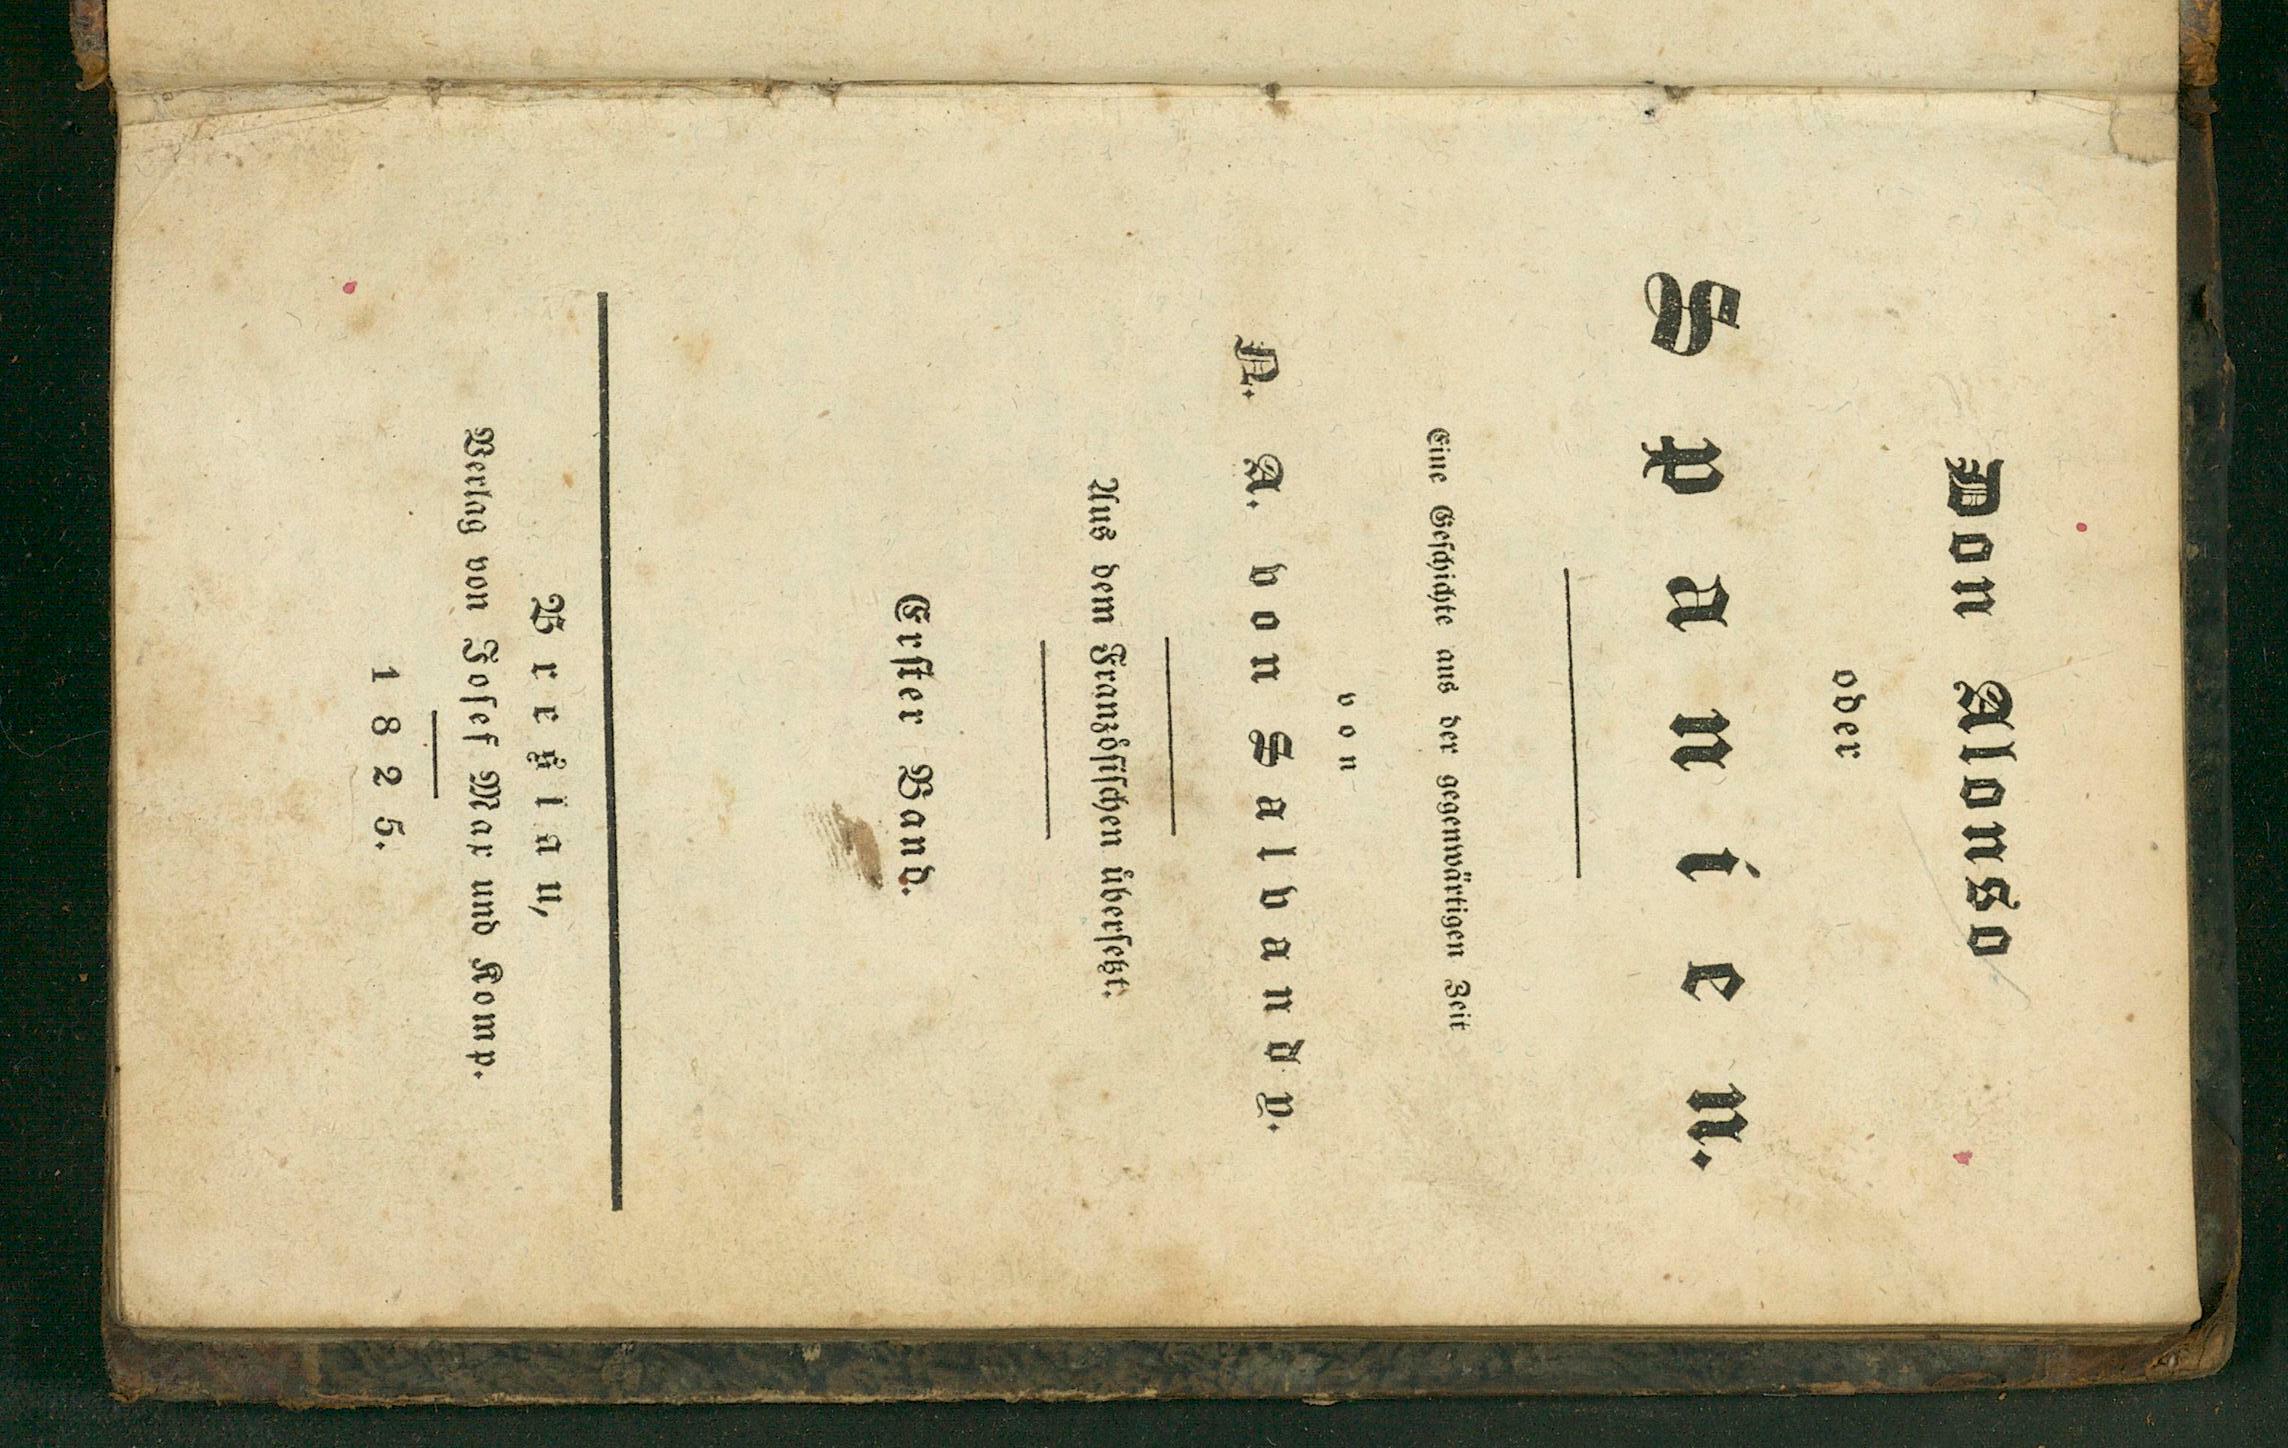 Don Alonso
oder
Spanien.
Eine Geschichte aus der gegenwärtigen Zeit
von
N. A. von Salvandy.
Aus dem Französischen übersetzt.
Erster Band.
Breslau,
Verlag von Josef Max und Komp.
1825.